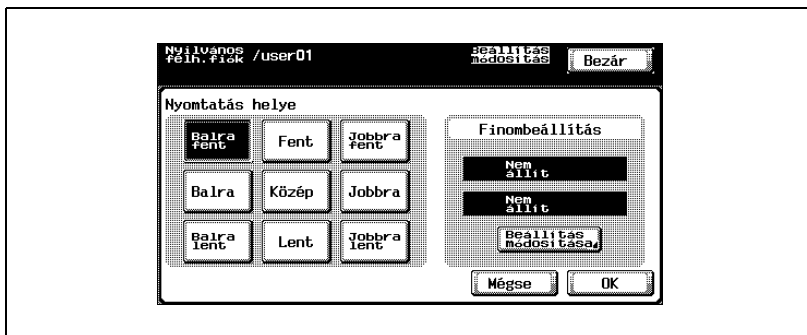 Nyilvános
félh.fiók /user01
Beállítás
módosítás
Bezár
Nyomtatás helye
Balra
fent
Fent
Jobbra
fent
Balra
Közép
Jobbra
Balra
lent
Lent
Jobbra
lent
Finombeállítás
Nem
állít
Nem
állít
Beállítás
módosítása
Mégse
OK